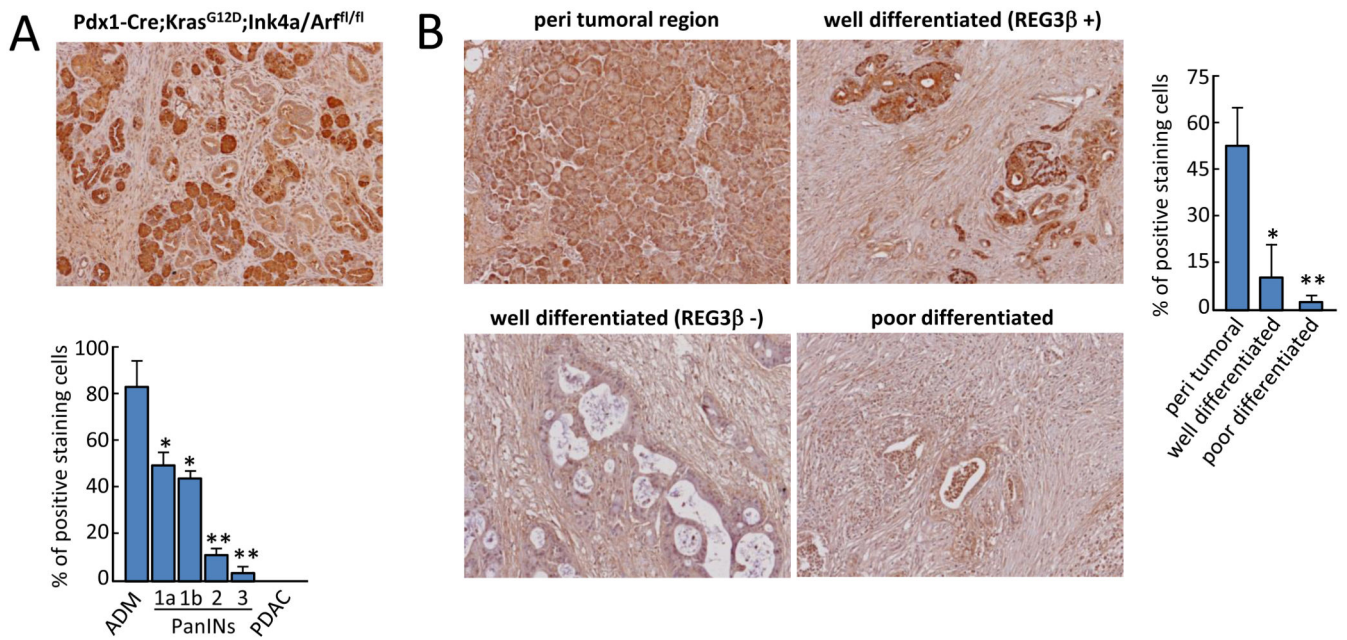 A
Pdx1-Cre;KrasG12D;Ink4a/Arffl/fl
% of positive staining cells
100
80
60
40
20
0
*
*
**
**
ADM
1a 1b 2 3
PanINs
PDAC
B
peri tumoral region
well differentiated (REG3β +)
well differentiated (REG3β -)
poor differentiated
% of positive staining cells
75
60
45
30
15
0
*
**
peri tumoral
well differentiated
poor differentiated